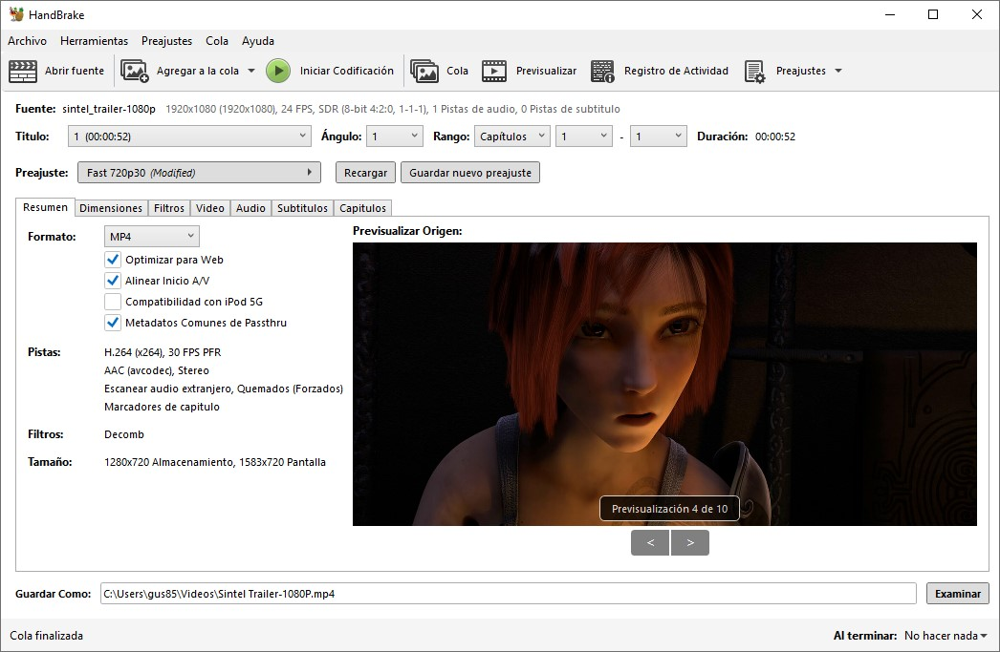 HandBrake
Archivo Herramientas Preajustes Cola Ayuda
Abrir fuente Agregar a la cola Iniciar Codificación Cola Previsualizar Registro de Actividad Preajustes
Fuente: sintel_trailer-1080p 1920x1080 (1920x1080), 24 FPS, SDR (8-bit 4:2:0, 1-1-1), 1 Pistas de audio, 0 Pistas de subtitulo
Título: 1 (00:00:52) Ángulo: 1 Rango: Capítulos 1 - 1 Duración: 00:00:52
Preajuste: Fast 720p30 (Modified) Recargar Guardar nuevo preajuste
Resumen Dimensiones Filtros Video Audio Subtitulos Capitulos
Formato: MP4
Previsualizar Origen:
Optimizar para Web
Alinear Inicio A/V
Compatibilidad con iPod 5G
Metadatos Comunes de Passthru
Pistas: H.264 (x264), 30 FPS PFR
AAC (avcodec), Stereo
Escanear audio extranjero, Quemados (Forzados)
Marcadores de capitulo
Filtros: Decomb
Tamaño: 1280x720 Almacenamiento, 1583x720 Pantalla
Previsualización 4 de 10
< >
Guardar Como: C:\Users\gus85\Videos\Sintel Trailer-1080P.mp4 Examinar
Cola finalizada Al terminar: No hacer nada